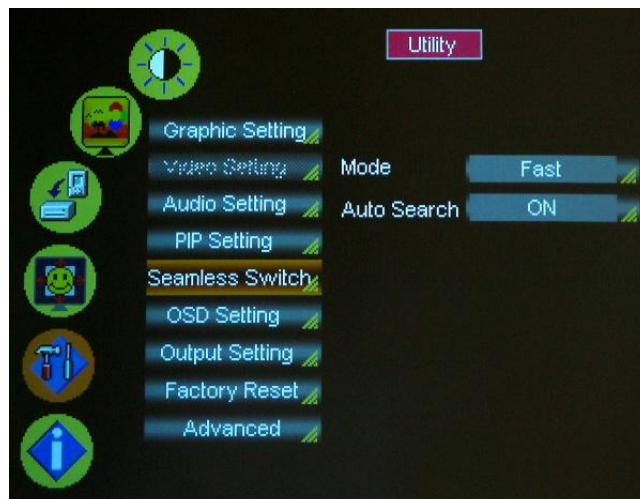 Utility
Graphic Setting
Video Setting
Mode Fast
Audio Setting
Auto Search ON
PIP Setting
Seamless Switch
OSD Setting
Output Setting
Factory Reset
Advanced